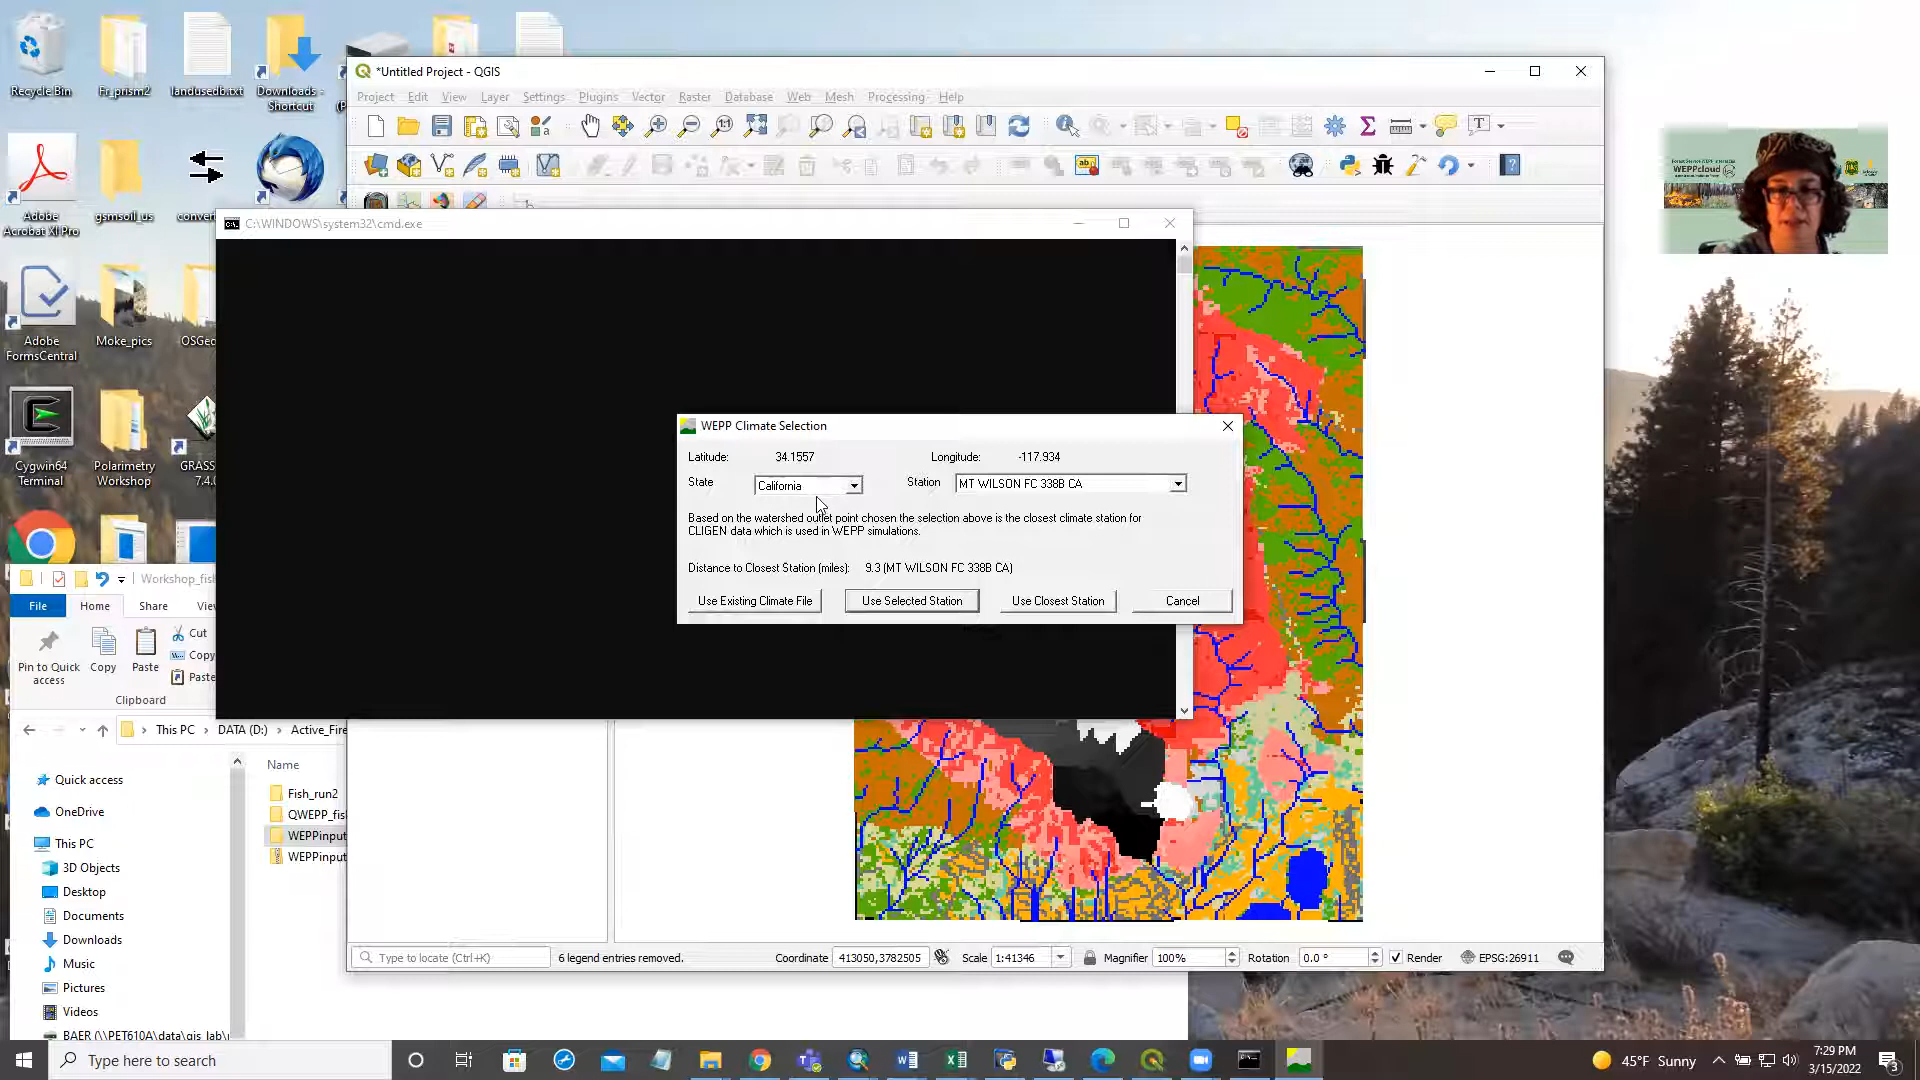 Recycle Bin
Fr_prism2
landusedb.txt
Downloads - Shortcut
Adobe Acrobat XI Pro
gsmsoil_us
Adobe FormsCentral
Moke_pics
Cygwin64 Terminal
Polarimetry Workshop
*Untitled Project - QGIS
Project Edit View Layer Settings Plugins Vector Raster Database Web Mesh Processing Help
C:\WINDOWS\system32\cmd.exe
WEPPcloud
WEPP Climate Selection
Latitude: 34.1557 Longitude: -117.934
State California Station MT WILSON FC 338B CA
Based on the watershed outlet point chosen the selection above is the closest climate station for
CLIGEN data which is used in WEPP simulations.
Distance to Closest Station (miles): 9.3 (MT WILSON FC 338B CA)
Use Existing Climate File Use Selected Station Use Closest Station Cancel
File Home Share
Pin to Quick access
Copy
Paste
Cut
Copy
Paste
Clipboard
This PC > DATA (D:) >
Name
Quick access
OneDrive
This PC
3D Objects
Desktop
Documents
Downloads
Music
Pictures
Videos
BAER (\\PET610A\data\gis_lab\
Fish_run2
Type to locate (Ctrl+K)
6 legend entries removed.
Coordinate 413050,3782505
Scale 1:41346
Magnifier 100%
Rotation 0.0 °
Render
EPSG:26911
Type here to search
45°F Sunny
7:29 PM
3/15/2022
3